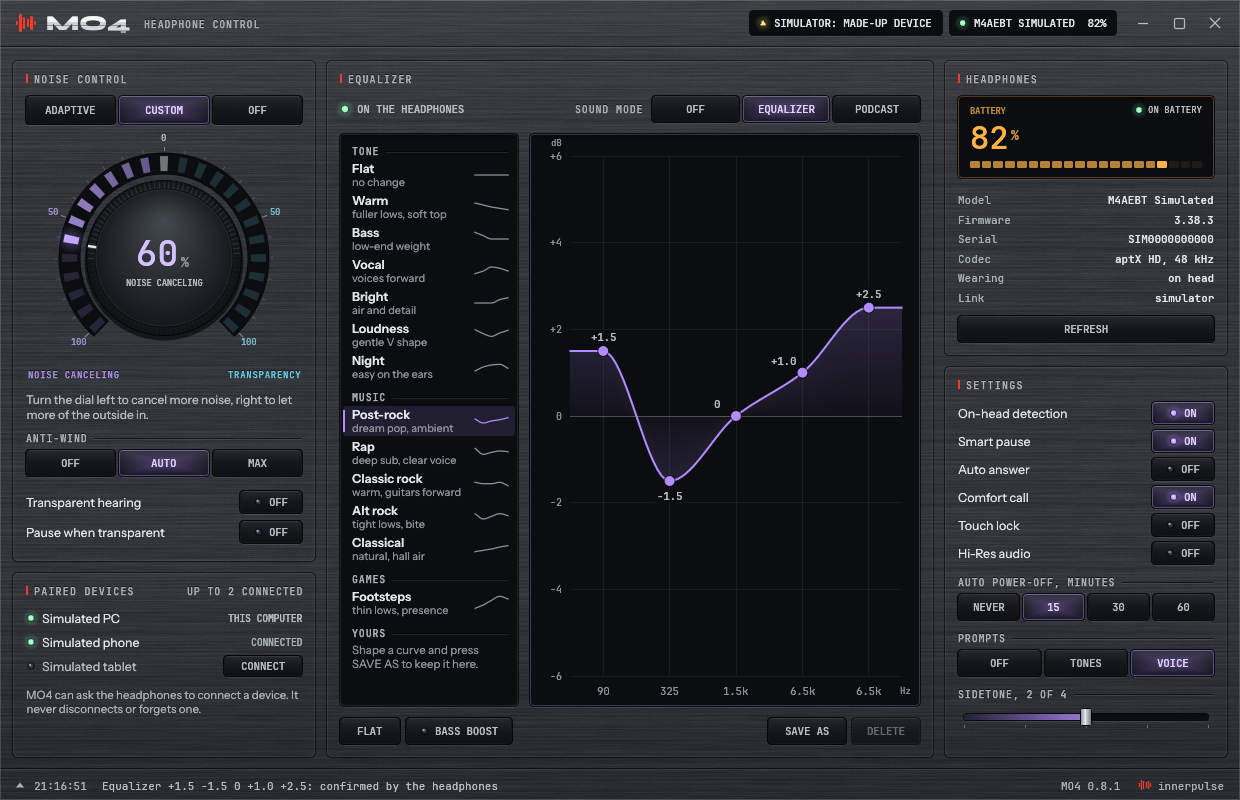 MO4 HEADPHONE CONTROL
SIMULATOR: MADE-UP DEVICE
M4AEBT SIMULATED 82%
NOISE CONTROL
ADAPTIVE CUSTOM OFF
0
50 50
60%
NOISE CANCELING
100 100
NOISE CANCELING TRANSPARENCY
Turn the dial left to cancel more noise, right to let
more of the outside in.
ANTI-WIND
OFF AUTO MAX
Transparent hearing OFF
Pause when transparent OFF
PAIRED DEVICES UP TO 2 CONNECTED
Simulated PC THIS COMPUTER
Simulated phone CONNECTED
Simulated tablet CONNECT
MO4 can ask the headphones to connect a device. It
never disconnects or forgets one.
EQUALIZER
ON THE HEADPHONES SOUND MODE OFF EQUALIZER PODCAST
TONE
Flat
no change
Warm
fuller lows, soft top
Bass
low-end weight
Vocal
voices forward
Bright
air and detail
Loudness
gentle V shape
Night
easy on the ears
MUSIC
Post-rock
dream pop, ambient
Rap
deep sub, clear voice
Classic rock
warm, guitars forward
Alt rock
tight lows, bite
Classical
natural, hall air
GAMES
Footsteps
thin lows, presence
YOURS
Shape a curve and press
SAVE AS to keep it here.
dB
+6
+4
+2
0
-2
-4
-6
+1.5
-1.5
0
+1.0
+2.5
90 325 1.5k 6.5k 6.5k Hz
FLAT BASS BOOST SAVE AS DELETE
HEADPHONES
BATTERY ON BATTERY
82%
Model M4AEBT Simulated
Firmware 3.38.3
Serial SIM0000000000
Codec aptX HD, 48 kHz
Wearing on head
Link simulator
REFRESH
SETTINGS
On-head detection ON
Smart pause ON
Auto answer OFF
Comfort call ON
Touch lock OFF
Hi-Res audio OFF
AUTO POWER-OFF, MINUTES
NEVER 15 30 60
PROMPTS
OFF TONES VOICE
SIDETONE, 2 OF 4
21:16:51 Equalizer +1.5 -1.5 0 +1.0 +2.5: confirmed by the headphones
MO4 0.8.1 innerpulse